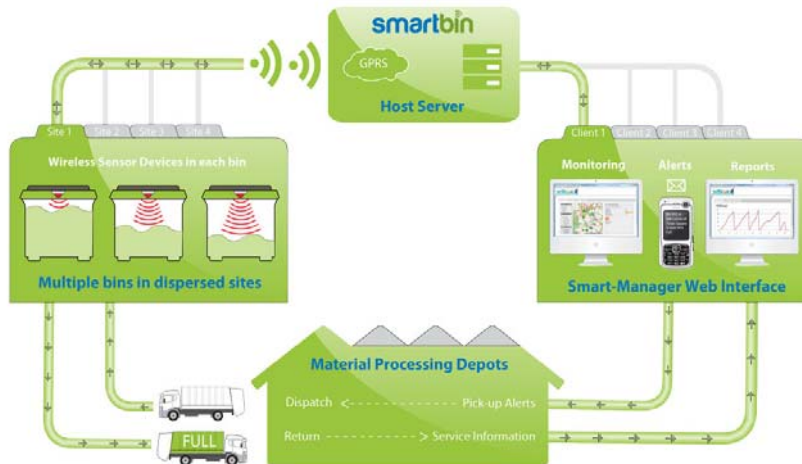 smartbin
GPRS
Host Server
Site 1
Site 2
Site 3
Site 4
Wireless Sensor Devices in each bin
Multiple bins in dispersed sites
Client 1
Client 2
Client 3
Client 4
Monitoring
Alerts
Reports
Smart-Manager Web Interface
Material Processing Depots
Dispatch
Pick-up Alerts
Return
Service Information
FULL